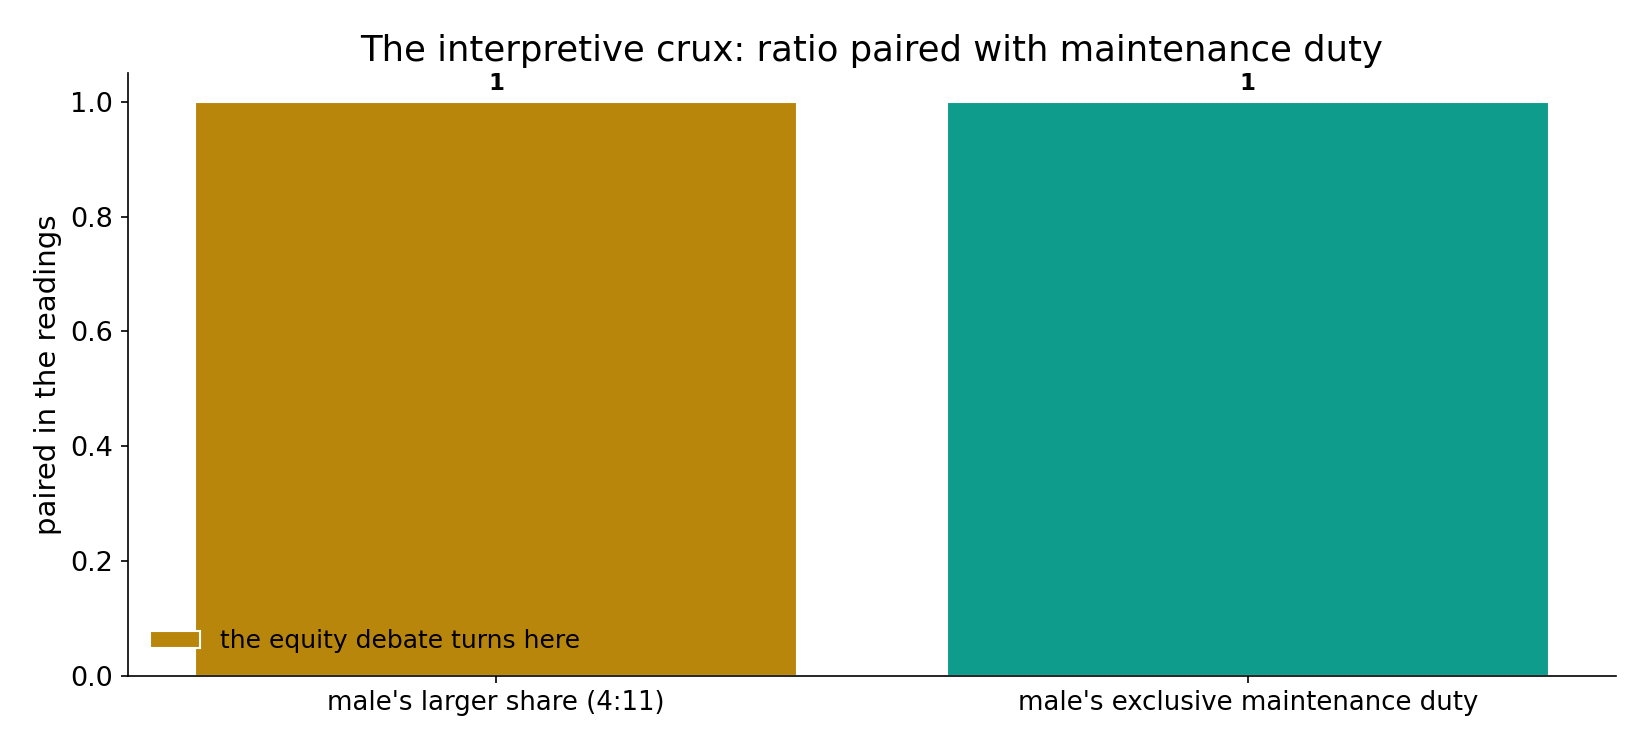 The interpretive crux: ratio paired with maintenance duty
1
1
paired in the readings
1.0
0.8
0.6
0.4
0.2
0.0
the equity debate turns here
male's larger share (4:11)
male's exclusive maintenance duty